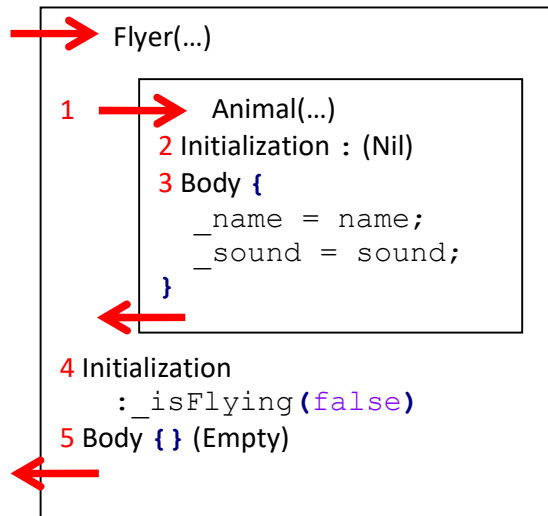 Flyer(…)
1 Animal(…)
2 Initialization : (Nil)
3 Body {
_name = name;
_sound = sound;
}
4 Initialization
:_isFlying(false)
5 Body {} (Empty)